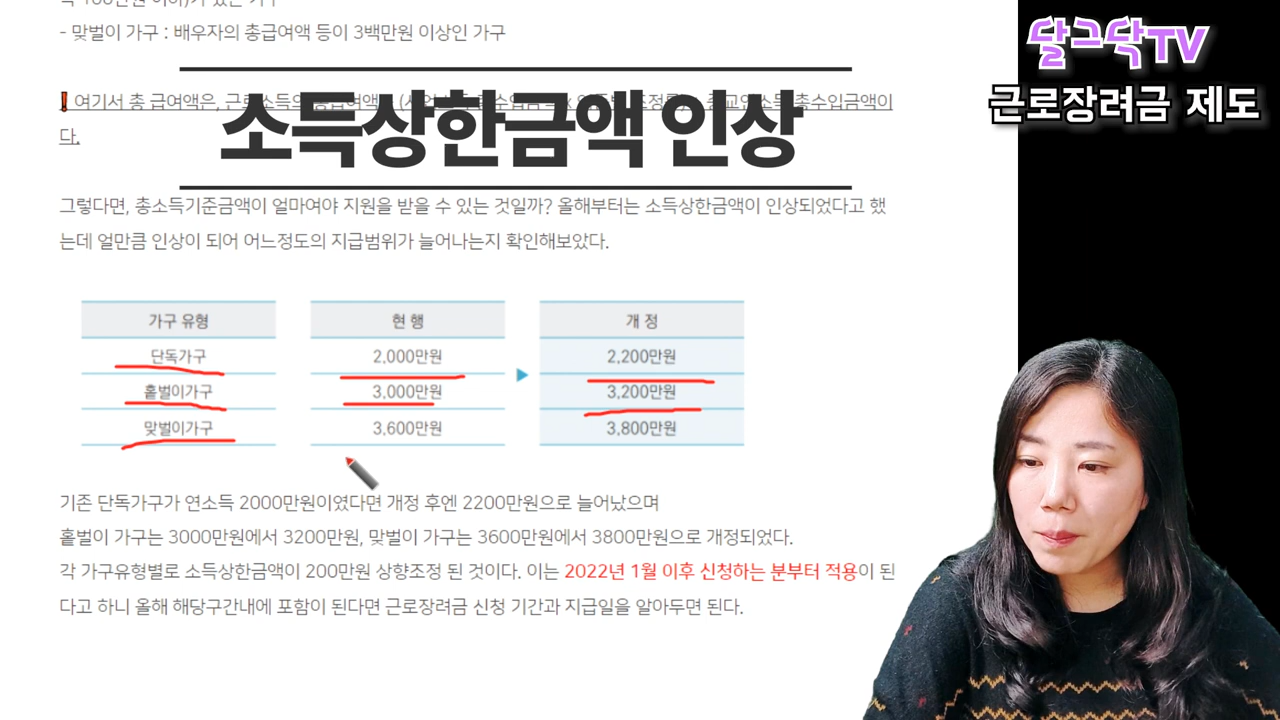 - 맞벌이 가구 : 배우자의 총급여액 등이 3백만원 이상인 가구
여기서 총 급여액은,
총수입금액이
다.
소득상한금액 인상
그렇다면, 총소득기준금액이 얼마여야 지원을 받을 수 있는 것일까? 올해부터는 소득상한금액이 인상되었다고 했
는데 얼만큼 인상이 되어 어느정도의 지급범위가 늘어나는지 확인해보았다.
가구 유형 현 행 개 정
단독가구 2,000만원 2,200만원
홑벌이가구 3,000만원 3,200만원
맞벌이가구 3,600만원 3,800만원
기존 단독가구가 연소득 2000만원이였다면 개정 후엔 2200만원으로 늘어났으며
홑벌이 가구는 3000만원에서 3200만원, 맞벌이 가구는 3600만원에서 3800만원으로 개정되었다.
각 가구유형별로 소득상한금액이 200만원 상향조정 된 것이다. 이는 2022년 1월 이후 신청하는 분부터 적용이 된
다고 하니 올해 해당구간내에 포함이 된다면 근로장려금 신청 기간과 지급일을 알아두면 된다.
달그닥TV
근로장려금 제도